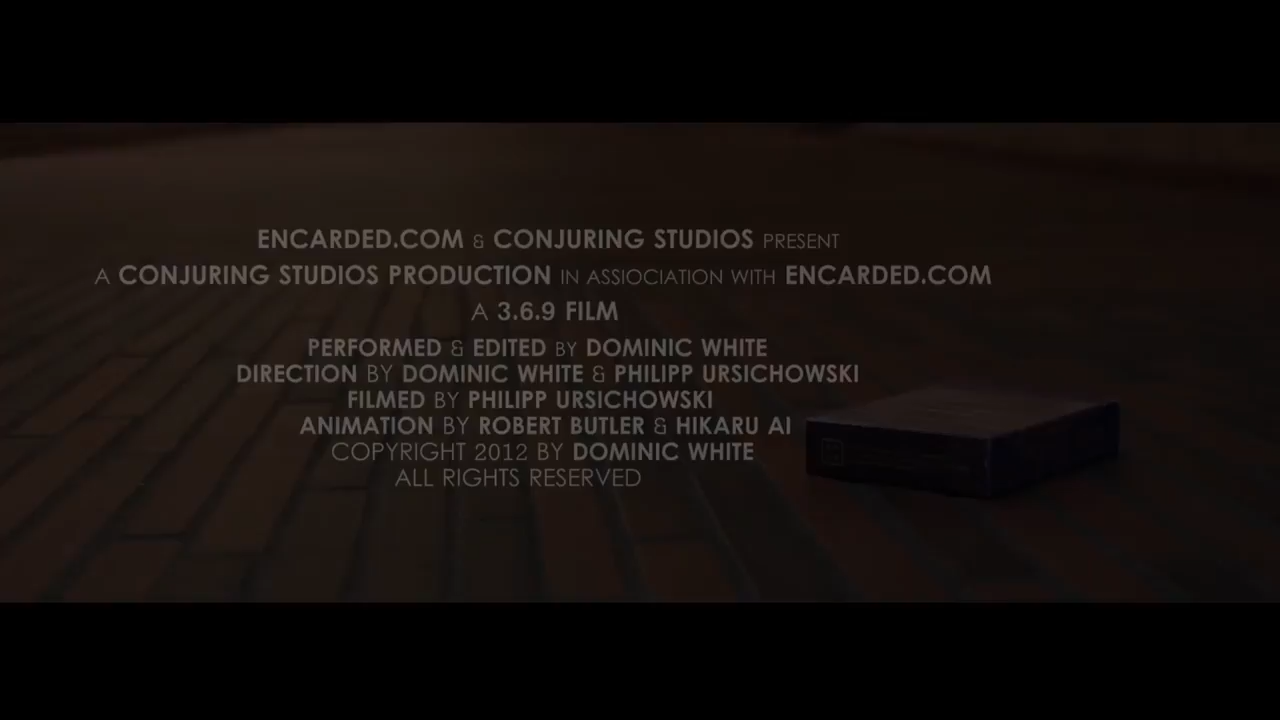 ENCARDED.COM & CONJURING STUDIOS PRESENT
A CONJURING STUDIOS PRODUCTION IN ASSIOCIATION WITH ENCARDED.COM
A 3.6.9 FILM
PERFORMED & EDITED BY DOMINIC WHITE
DIRECTION BY DOMINIC WHITE & PHILIPP URSICHOWSKI
FILMED BY PHILIPP URSICHOWSKI
ANIMATION BY ROBERT BUTLER & HIKARU AI
COPYRIGHT 2012 BY DOMINIC WHITE
ALL RIGHTS RESERVED